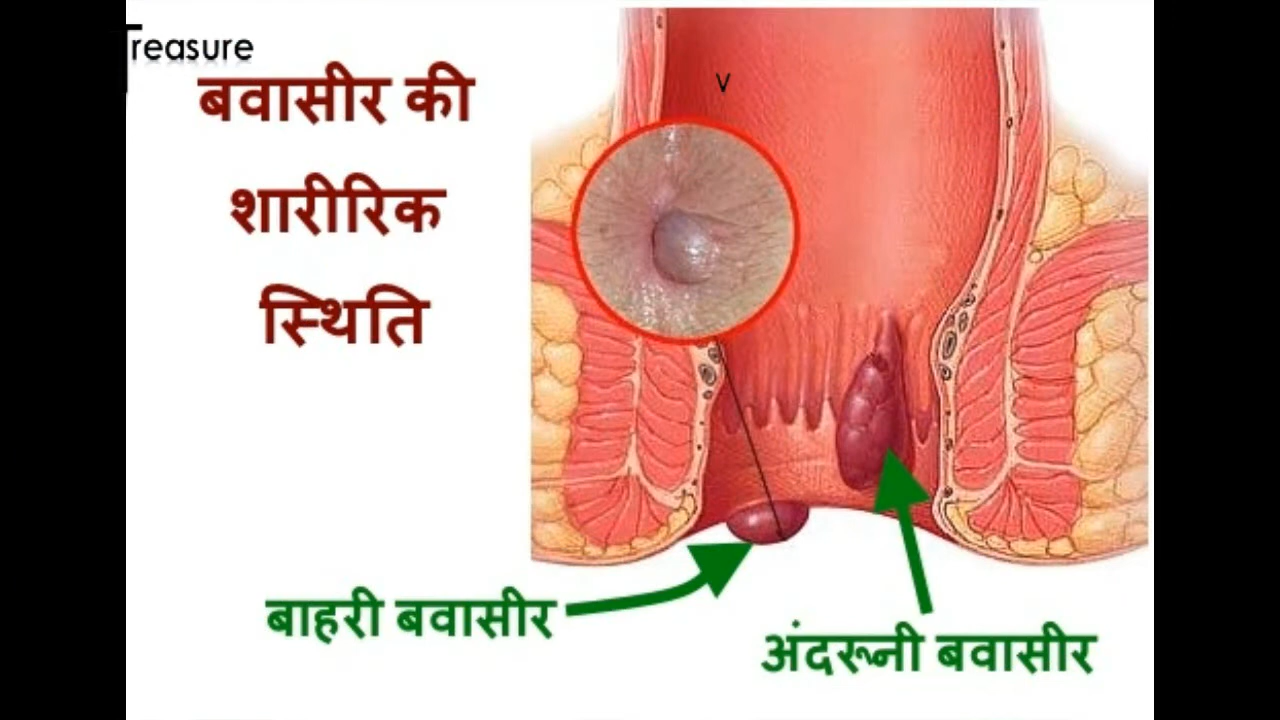 Treasure
बवासीर की
शारीरिक
स्थिति
v
बाहरी बवासीर
अंदरूनी बवासीर